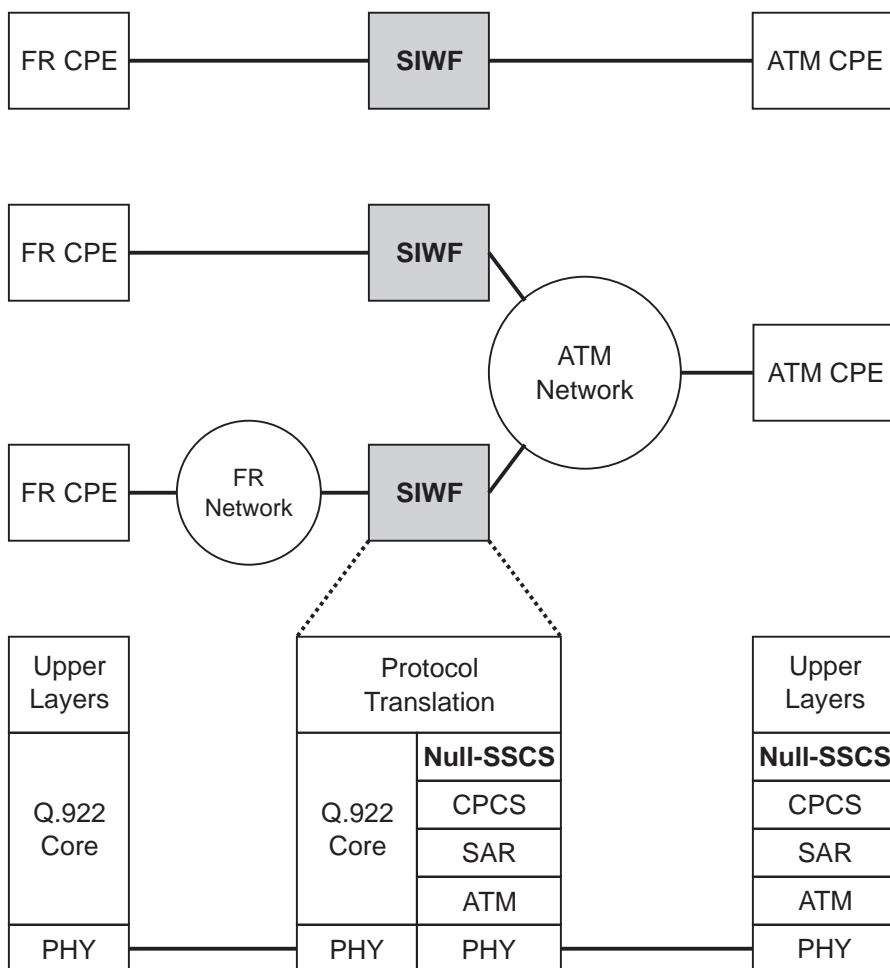 FR CPE
SIWF
ATM CPE
FR CPE
SIWF
ATM
Network
ATM CPE
FR CPE
FR
Network
SIWF
Upper
Layers
Protocol
Translation
Upper
Layers
Q.922
Core
Q.922
Core
Null-SSCS
Null-SSCS
CPCS
CPCS
SAR
SAR
ATM
ATM
PHY
PHY
PHY
PHY